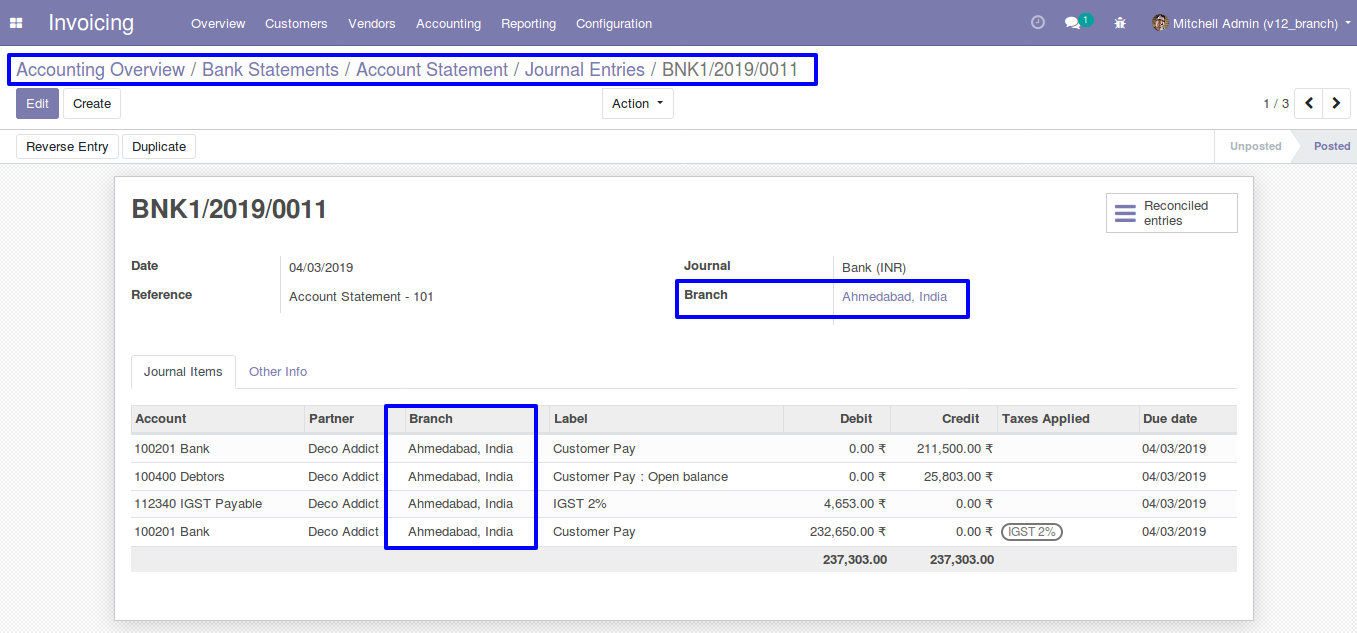 Invoicing Overview Customers Vendors Accounting Reporting Configuration 1 Mitchell Admin (v12_branch)
Accounting Overview / Bank Statements / Account Statement / Journal Entries / BNK1/2019/0011
Edit Create Action 1 / 3
Reverse Entry Duplicate Unposted Posted
BNK1/2019/0011
Reconciled
entries
Date 04/03/2019 Journal Bank (INR)
Reference Account Statement - 101 Branch Ahmedabad, India
Journal Items Other Info
Account Partner Branch Label Debit Credit Taxes Applied Due date
100201 Bank Deco Addict Ahmedabad, India Customer Pay 0.00 ₹ 211,500.00 ₹ 04/03/2019
100400 Debtors Deco Addict Ahmedabad, India Customer Pay : Open balance 0.00 ₹ 25,803.00 ₹ 04/03/2019
112340 IGST Payable Deco Addict Ahmedabad, India IGST 2% 4,653.00 ₹ 0.00 ₹ 04/03/2019
100201 Bank Deco Addict Ahmedabad, India Customer Pay 232,650.00 ₹ 0.00 ₹ IGST 2% 04/03/2019
237,303.00 237,303.00